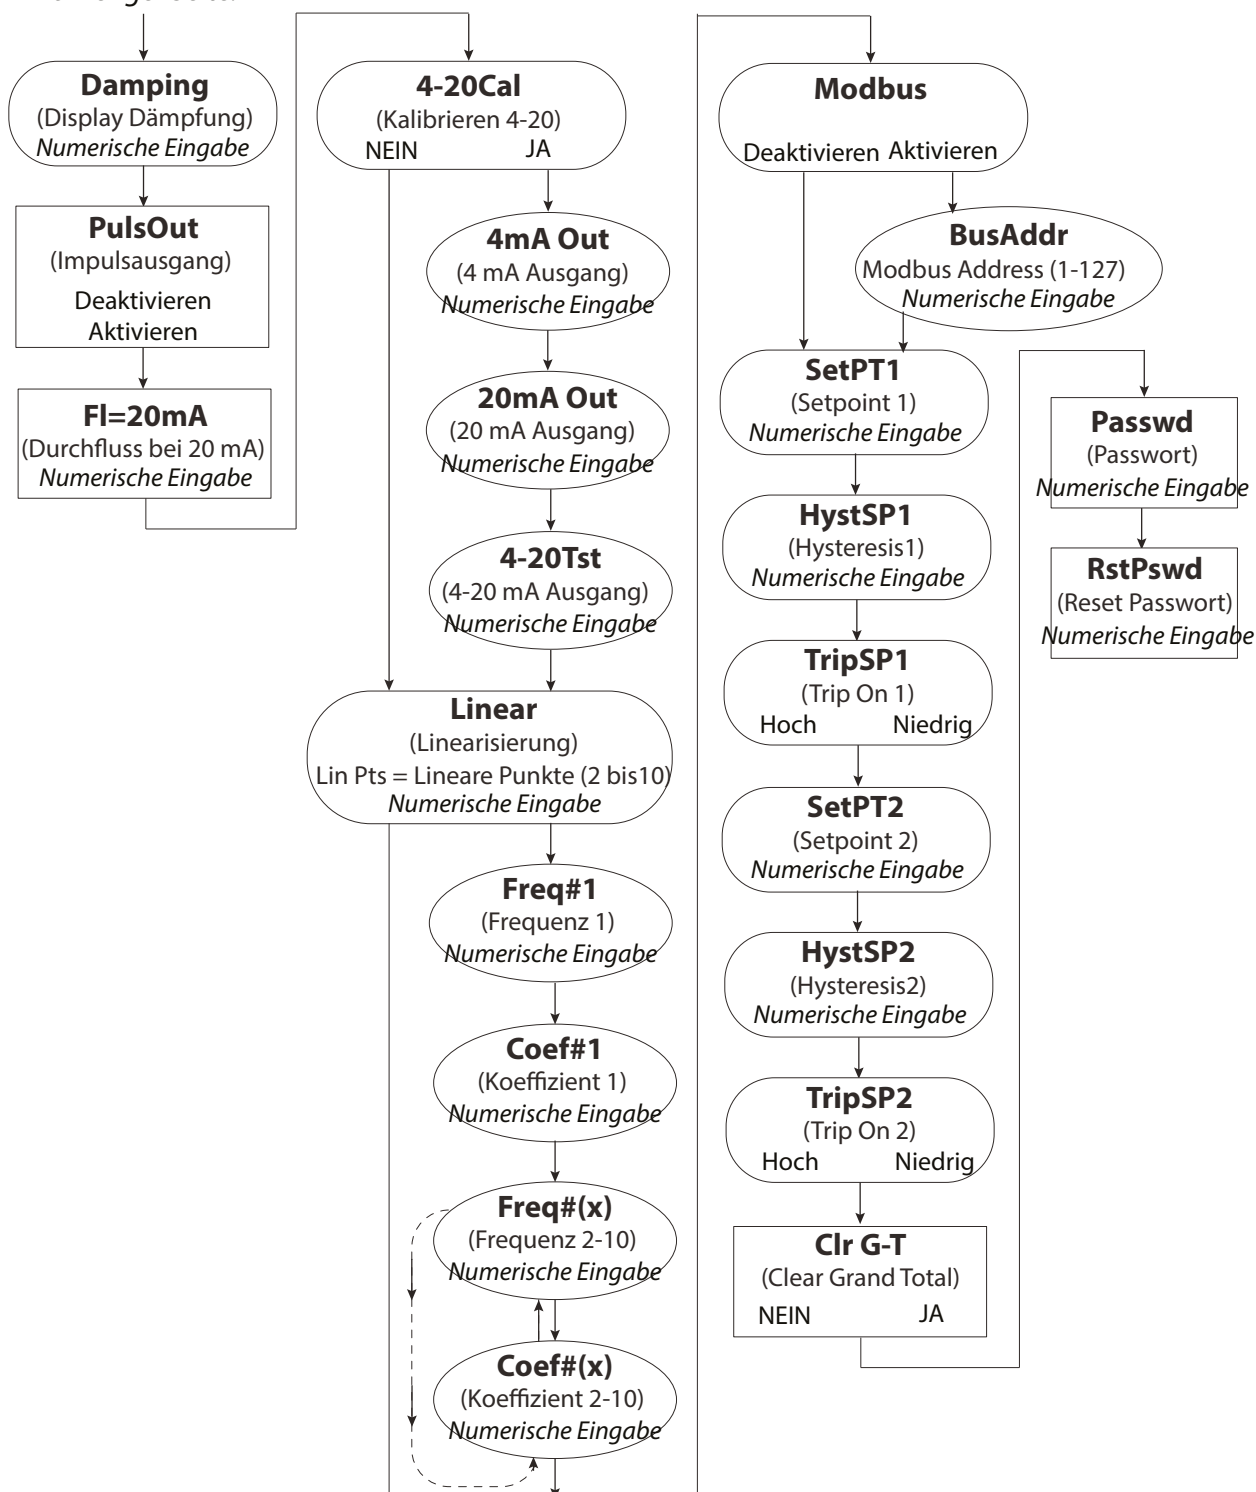 Damping
(Display Dämpfung)
Numerische Eingabe
PulsOut
(Impulsausgang)
Deaktivieren
Aktivieren
Fl=20mA
(Durchfluss bei 20 mA)
Numerische Eingabe
4-20Cal
(Kalibrieren 4-20)
NEIN JA
4mA Out
(4 mA Ausgang)
Numerische Eingabe
20mA Out
(20 mA Ausgang)
Numerische Eingabe
4-20Tst
(4-20 mA Ausgang)
Numerische Eingabe
Linear
(Linearisierung)
Lin Pts = Lineare Punkte (2 bis10)
Numerische Eingabe
Freq#1
(Frequenz 1)
Numerische Eingabe
Coef#1
(Koeffizient 1)
Numerische Eingabe
Freq#(x)
(Frequenz 2-10)
Numerische Eingabe
Coef#(x)
(Koeffizient 2-10)
Numerische Eingabe
Modbus
Deaktivieren Aktivieren
BusAddr
Modbus Address (1-127)
Numerische Eingabe
SetPT1
(Setpoint 1)
Numerische Eingabe
HystSP1
(Hysteresis1)
Numerische Eingabe
TripSP1
(Trip On 1)
Hoch Niedrig
SetPT2
(Setpoint 2)
Numerische Eingabe
HystSP2
(Hysteresis2)
Numerische Eingabe
TripSP2
(Trip On 2)
Hoch Niedrig
Clr G-T
(Clear Grand Total)
NEIN JA
Passwd
(Passwort)
Numerische Eingabe
RstPswd
(Reset Passwort)
Numerische Eingabe